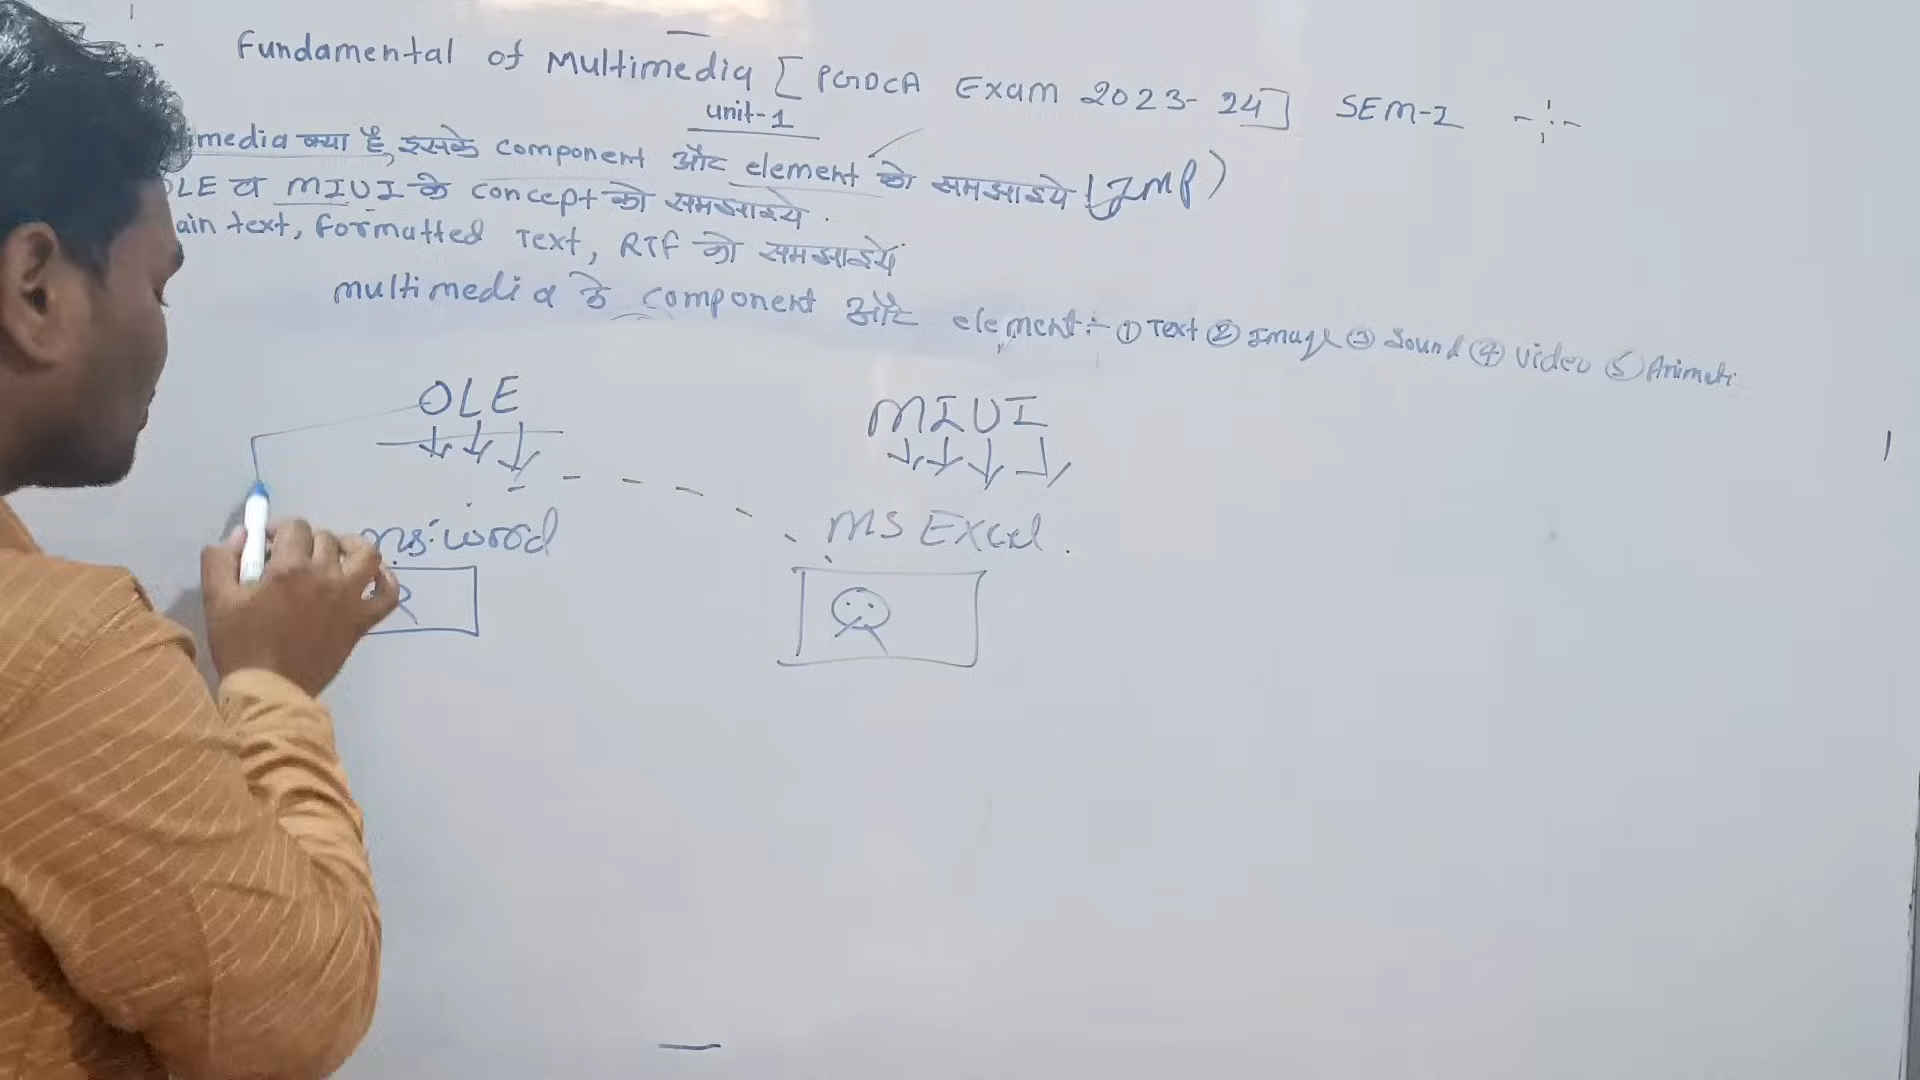 Fundamental of Multimedia [PGDCA Exam 2023-24] SEM-I
unit-1
imedia क्या है, इसके component और element को समझाइये (IMP)
OLE व MIUI के concept को समझाइये.
ain text, Formatted Text, RTF को समझाइये
multimedia के component और element:- ① Text ② Image ③ Sound ④ Video ⑤ Animati
OLE MIUI
ms-word MS Excel.